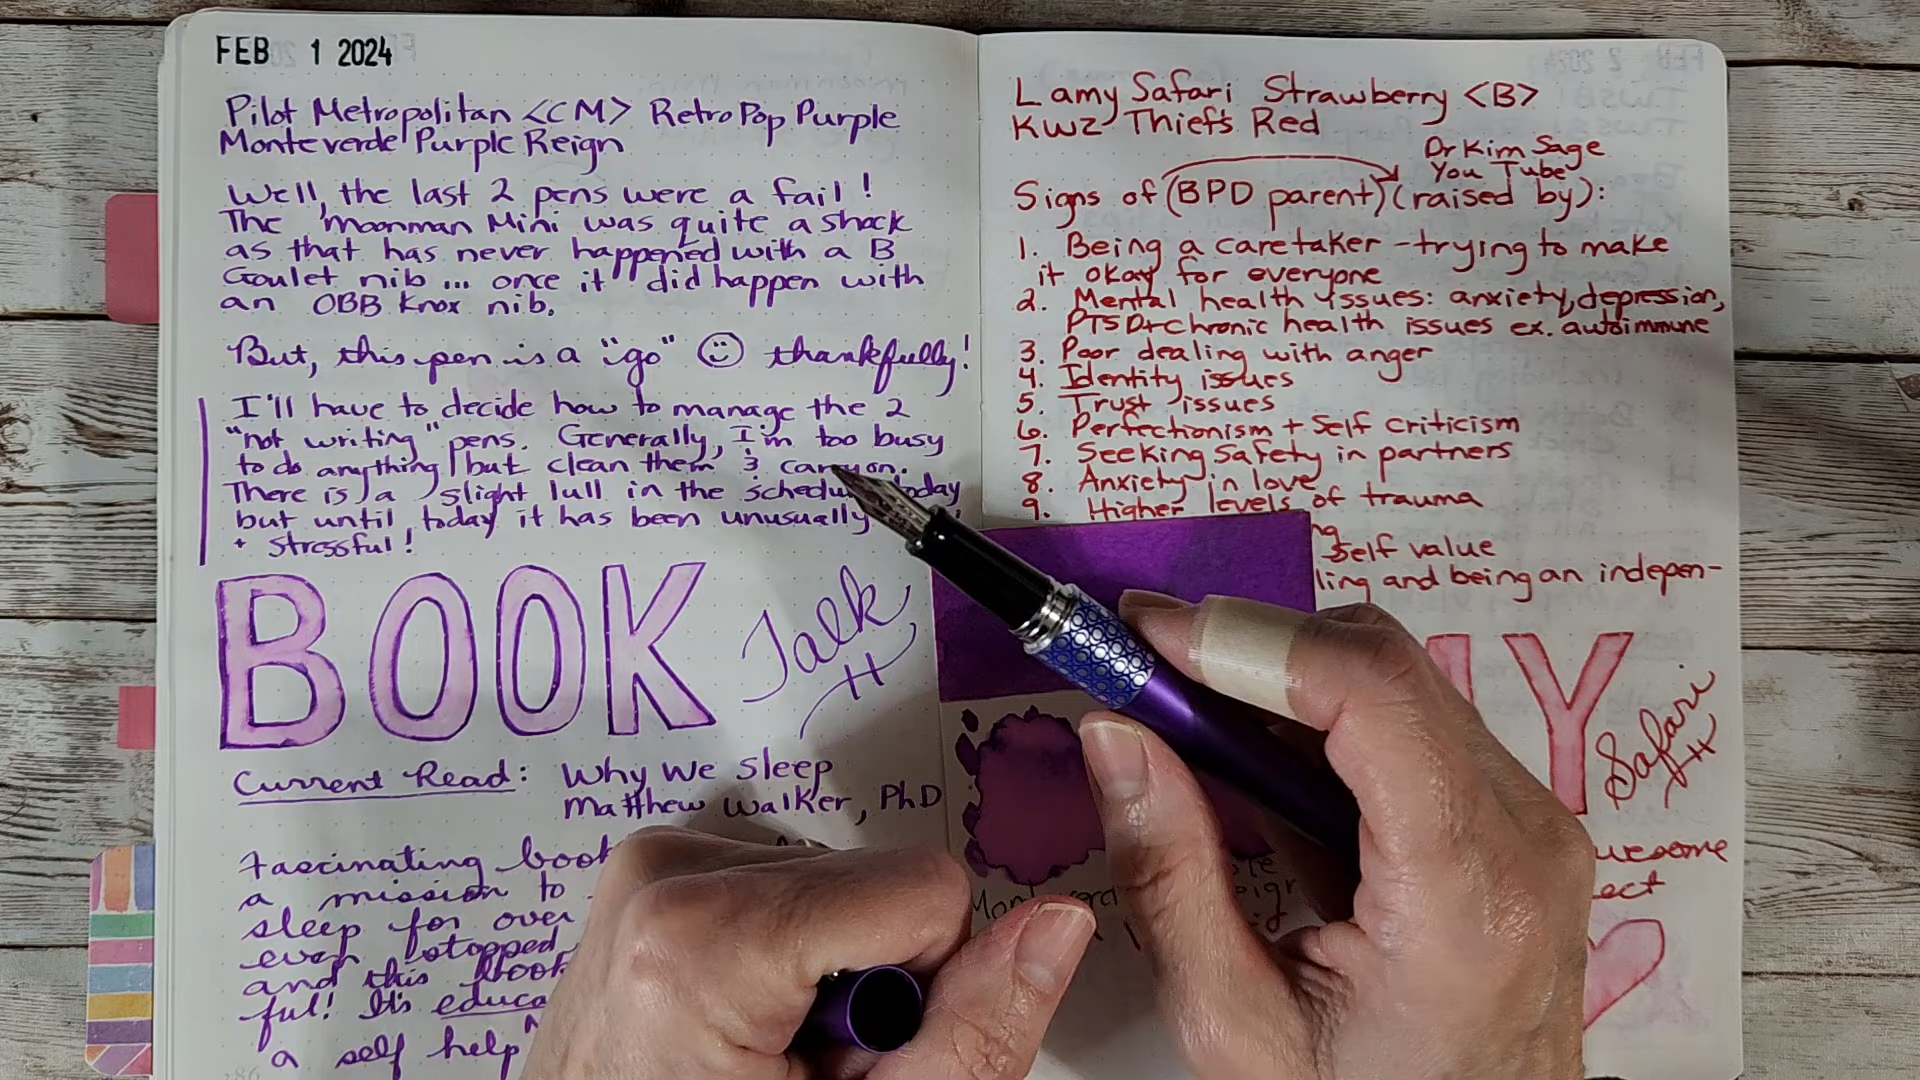 FEB 1 2024
Pilot Metropolitan <CM> Retro Pop Purple
Monteverde Purple Reign
Well, the last 2 pens were a fail!
The Moonman Mini was quite a shock
as that has never happened with a B
Goulet nib ... once it did happen with
an OBB Knox nib.
But, this pen is a "go" ☺ thankfully!
I'll have to decide how to manage the 2
"not writing" pens. Generally, I'm too busy
to do anything but clean them & carry on.
There is a slight lull in the schedu today
but until today it has been unusually
+ stressful!
BOOK Talk
Current Read: Why We Sleep
Matthew Walker, PhD
Fascinating book
a mission to
sleep for over
even stopped
and this book
ful! It's educa
a self help
86
Lamy Safari Strawberry <B>
KWZ Thief's Red
Dr Kim Sage
You Tube
Signs of (BPD parent) (raised by):
1. Being a caretaker - trying to make
it okay for everyone
2. Mental health issues: anxiety, depression,
PTSD + chronic health issues ex. autoimmune
3. Poor dealing with anger
4. Identity issues
5. Trust issues
6. Perfectionism + Self criticism
7. Seeking Safety in partners
8. Anxiety in love
9. Higher levels of trauma
ng
Self value
ling and being an indepen-
Y Safari
uesome
ect
Mon
eign